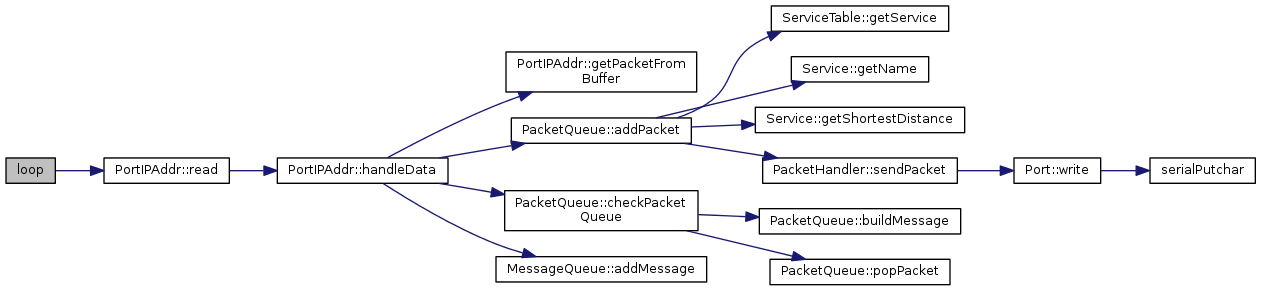 loop
PortIPAddr::read
PortIPAddr::handleData
PortIPAddr::getPacketFrom
Buffer
PacketQueue::addPacket
ServiceTable::getService
Service::getName
Service::getShortestDistance
PacketHandler::sendPacket
Port::write
serialPutchar
PacketQueue::checkPacket
Queue
PacketQueue::buildMessage
PacketQueue::popPacket
MessageQueue::addMessage